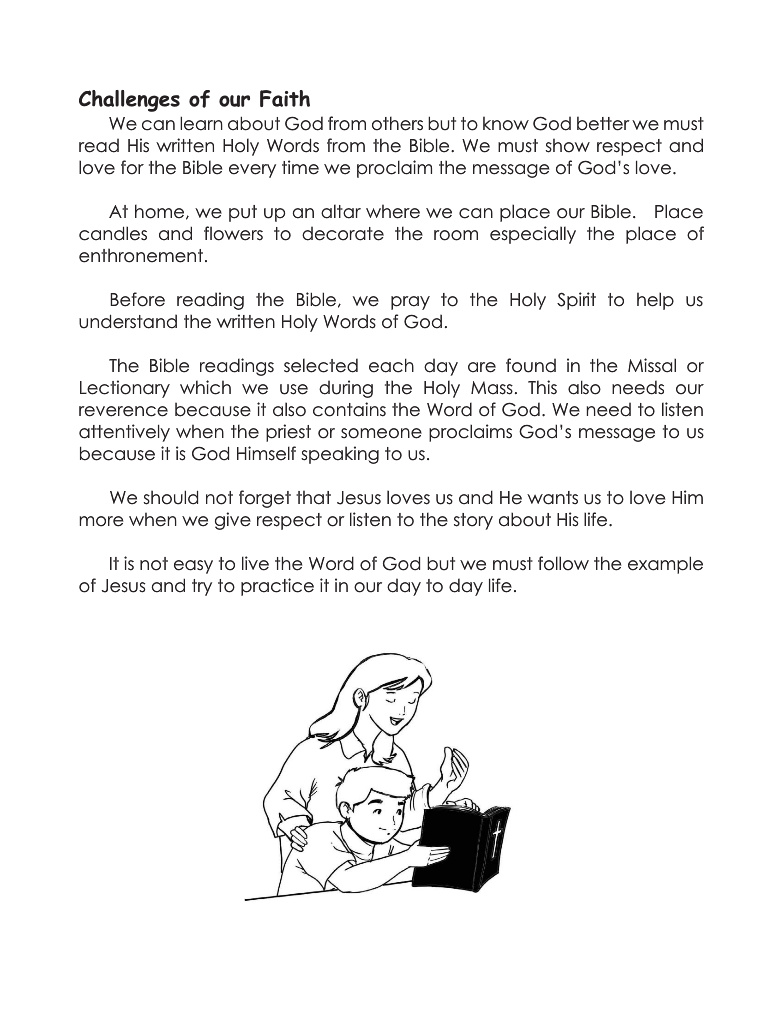 Challenges of our Faith
We can learn about God from others but to know God better we must
read His written Holy Words from the Bible. We must show respect and
love for the Bible every time we proclaim the message of God’s love.
At home, we put up an altar where we can place our Bible. Place
candles and flowers to decorate the room especially the place of
enthronement.
Before reading the Bible, we pray to the Holy Spirit to help us
understand the written Holy Words of God.
The Bible readings selected each day are found in the Missal or
Lectionary which we use during the Holy Mass. This also needs our
reverence because it also contains the Word of God. We need to listen
attentively when the priest or someone proclaims God’s message to us
because it is God Himself speaking to us.
We should not forget that Jesus loves us and He wants us to love Him
more when we give respect or listen to the story about His life.
It is not easy to live the Word of God but we must follow the example
of Jesus and try to practice it in our day to day life.